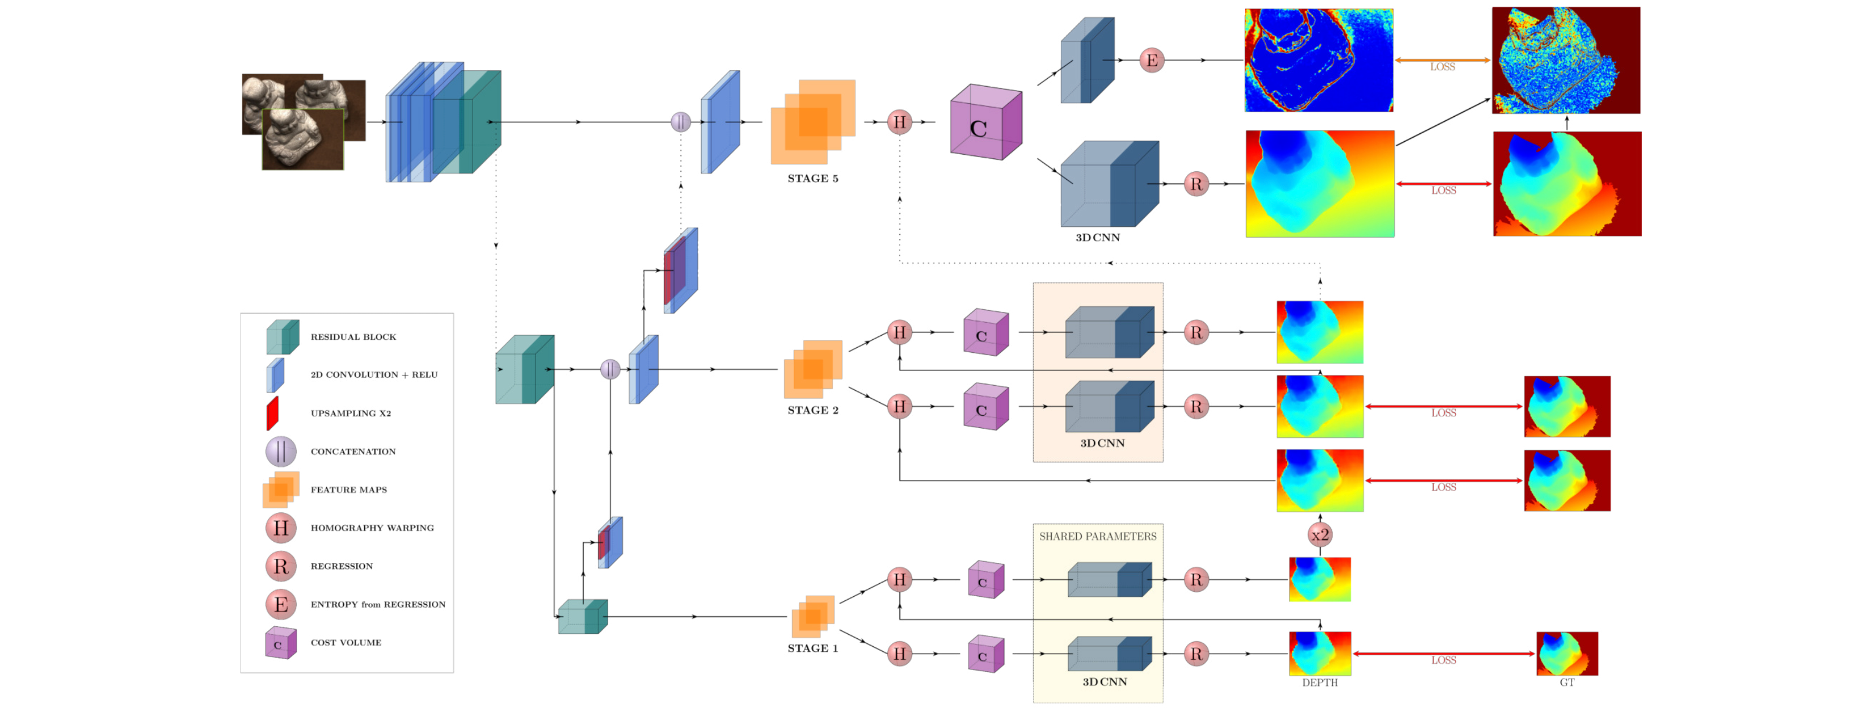 E
LOSS
C
||
H
STAGE 5
R
LOSS
3D CNN
RESIDUAL BLOCK
2D CONVOLUTION + RELU
UPSAMPLING X2
|| CONCATENATION
FEATURE MAPS
H HOMOGRAPHY WARPING
R REGRESSION
E ENTROPY from REGRESSION
C COST VOLUME
H
C
R
||
STAGE 2
H
C
R
LOSS
3D CNN
LOSS
x2
SHARED PARAMETERS
H
C
R
STAGE 1
H
C
R
LOSS
3D CNN
DEPTH
GT